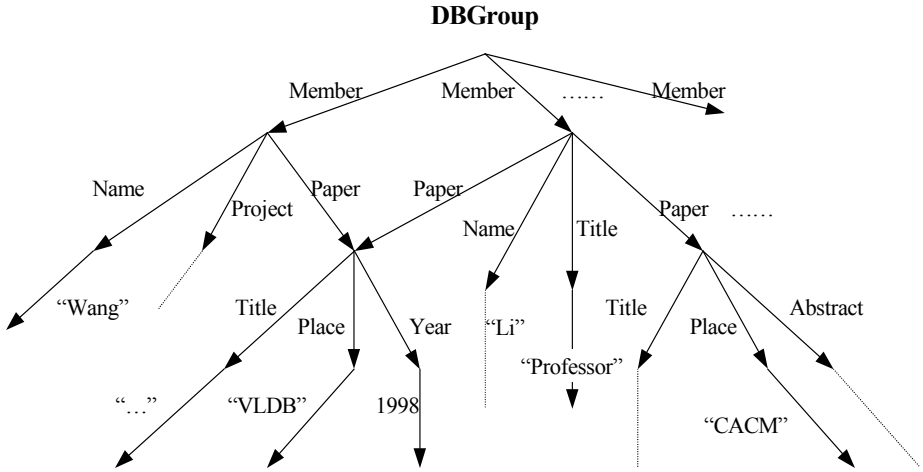 DBGroup
Member Member …… Member
Name Project Paper Paper Name Title Paper ……
“Wang” Title Place Year “Li” Title Place Abstract
“Professor”
“…” “VLDB” 1998 “CACM”